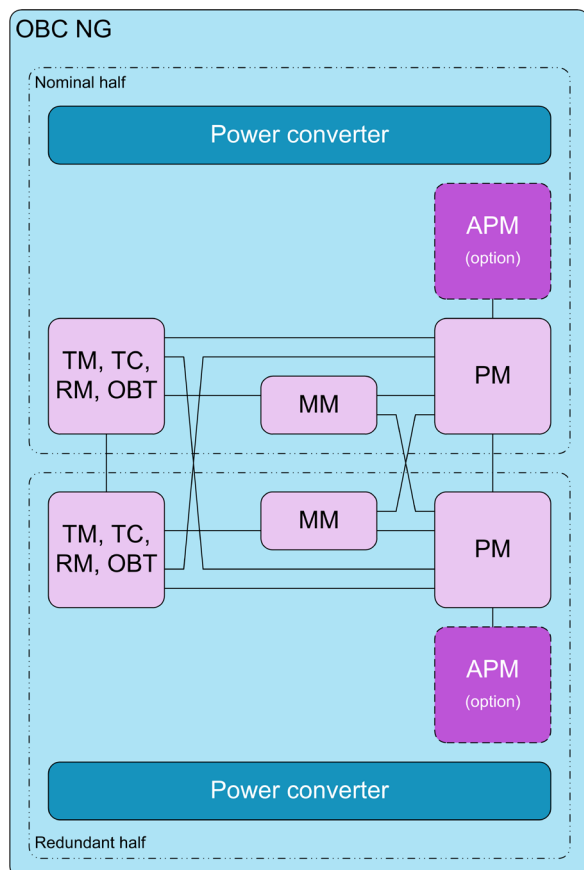 OBC NG
Nominal half
Power converter
APM
(option)
TM, TC,
RM, OBT
MM
PM
TM, TC,
RM, OBT
MM
PM
APM
(option)
Power converter
Redundant half